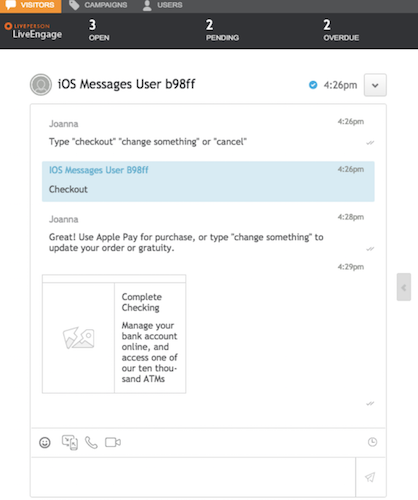 VISITORS CAMPAIGNS USERS
LIVEPERSON
LiveEngage
3 2 2
OPEN PENDING OVERDUE
iOS Messages User b98ff 4:26pm
Joanna 4:26pm
Type "checkout" "change something" or "cancel"
IOS Messages User B98ff 4:26pm
Checkout
Joanna 4:28pm
Great! Use Apple Pay for purchase, or type "change something" to
update your order or gratuity.
4:29pm
Complete
Checking
Manage your
bank account
online, and
access one of
our ten thou-
sand ATMs